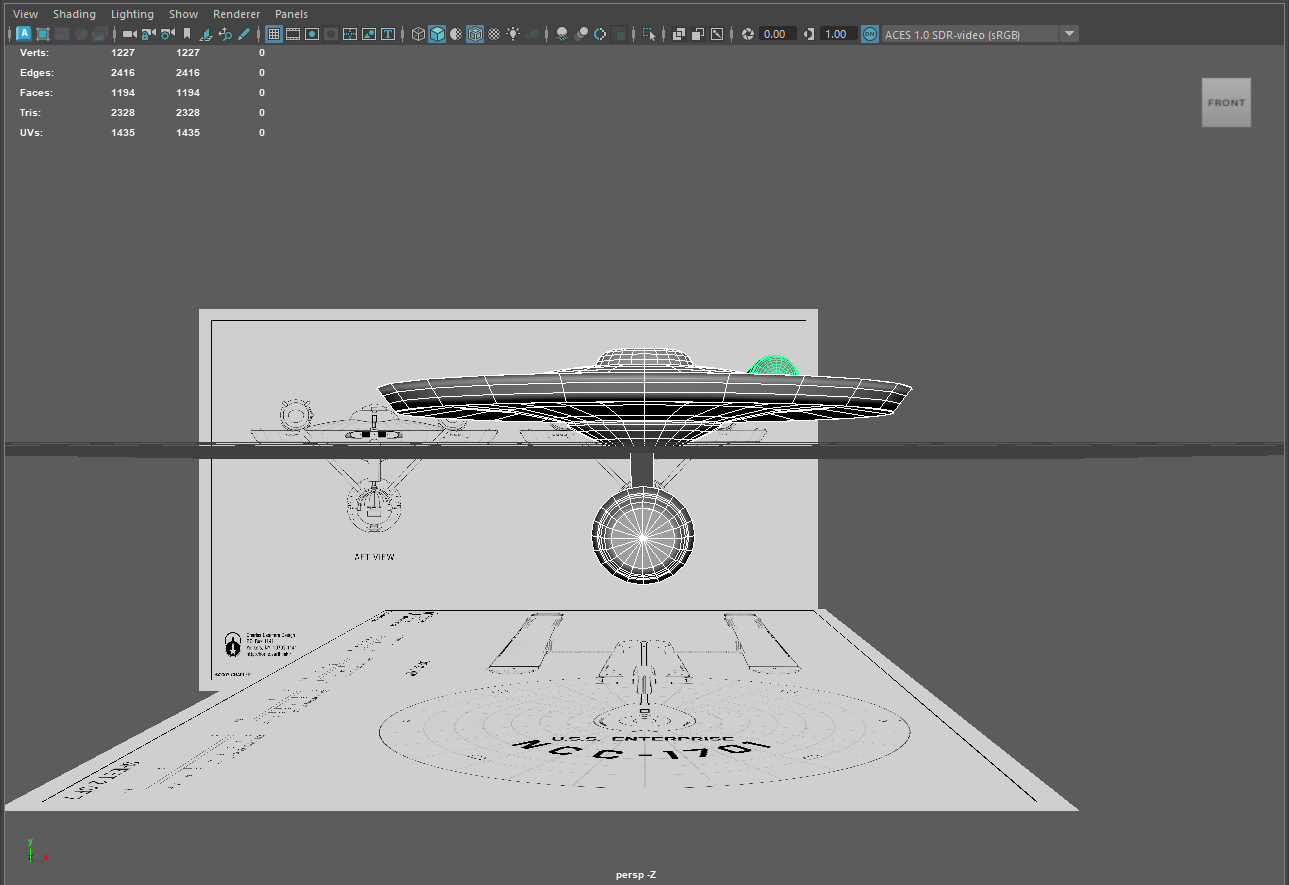 View Shading Lighting Show Renderer Panels
A T 0.00 1.00 ON ACES 1.0 SDR-video (sRGB)
Verts: 1227 1227 0
Edges: 2416 2416 0
Faces: 1194 1194 0
Tris: 2328 2328 0
UVs: 1435 1435 0
FRONT
AFT VIEW
U.S.S. ENTERPRISE
NCC-1701
y
x
persp -Z